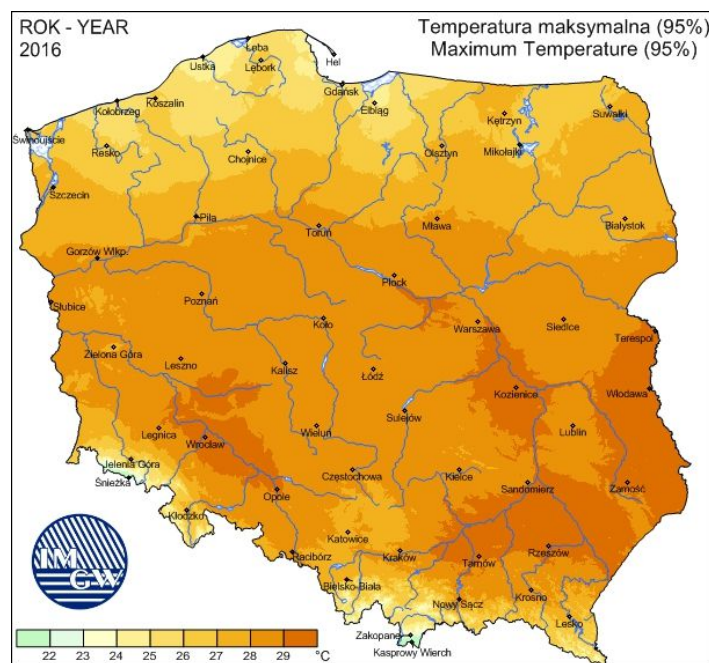 ROK - YEAR
2016
Temperatura maksymalna (95%)
Maximum Temperature (95%)
Łeba
Hel
Ustka
Lębork
Gdańsk
Koszalin
Kołobrzeg
Elbląg
Suwałki
Kętrzyn
Świnoujście
Resko
Chojnice
Olsztyn
Mikołajki
Szczecin
Piła
Toruń
Mława
Białystok
Gorzów Wlkp.
Płock
Słubice
Poznań
Koło
Warszawa
Siedlce
Terespol
Zielona Góra
Leszno
Kalisz
Łódź
Kozienice
Włodawa
Sulejów
Legnica
Wrocław
Wieluń
Lublin
Jelenia Góra
Śnieżka
Częstochowa
Kielce
Sandomierz
Zamość
Opole
Kłodzko
Katowice
Racibórz
Kraków
Tarnów
Rzeszów
Bielsko-Biała
Nowy Sącz
Krosno
Lesko
Zakopane
Kasprowy Wierch
IM
GW
22 23 24 25 26 27 28 29 °C